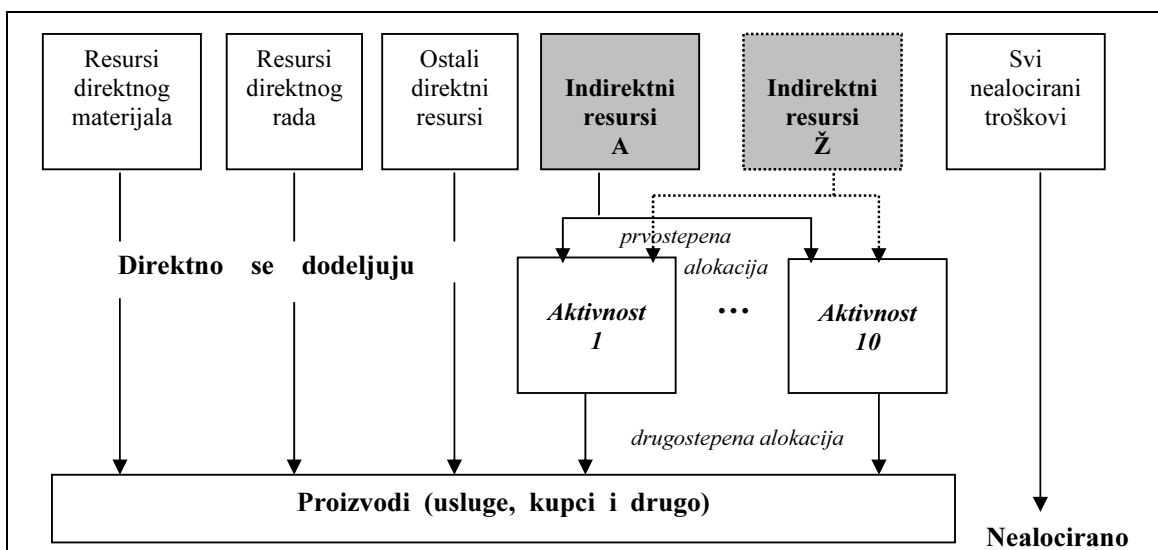 Resursi
direktnog
materijala
Resursi
direktnog
rada
Ostali
direktni
resursi
Indirektni
resursi
A
Indirektni
resursi
Ž
Svi
nealocirani
troškovi
prvostepena
alokacija
Direktno se dodeljuju
Aktivnost
1
...
Aktivnost
10
drugostepena alokacija
Proizvodi (usluge, kupci i drugo)
Nealocirano